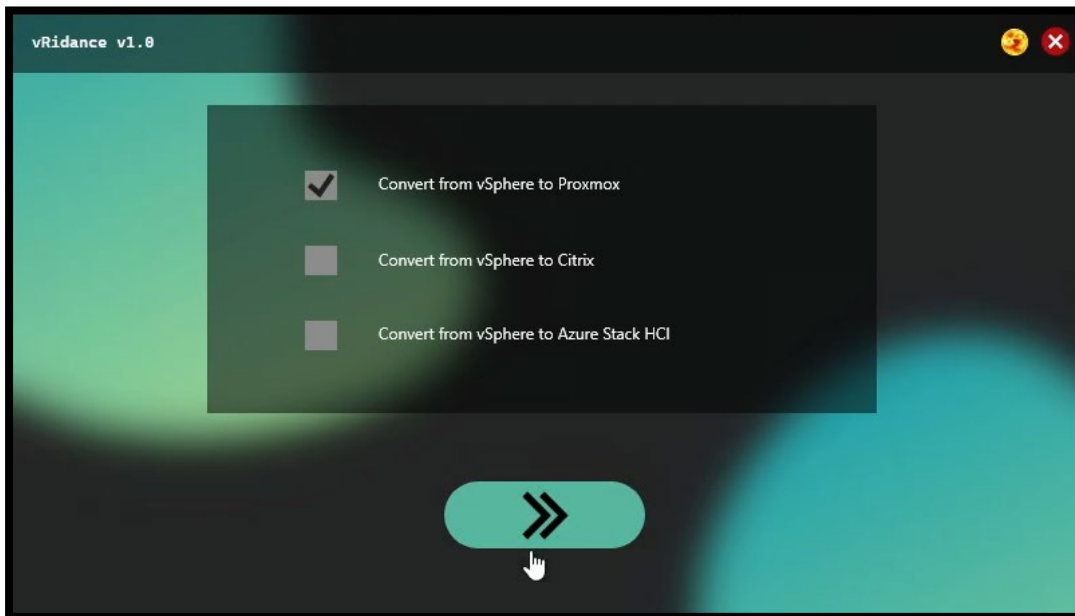 vRidance v1.0
Convert from vSphere to Proxmox
Convert from vSphere to Citrix
Convert from vSphere to Azure Stack HCI